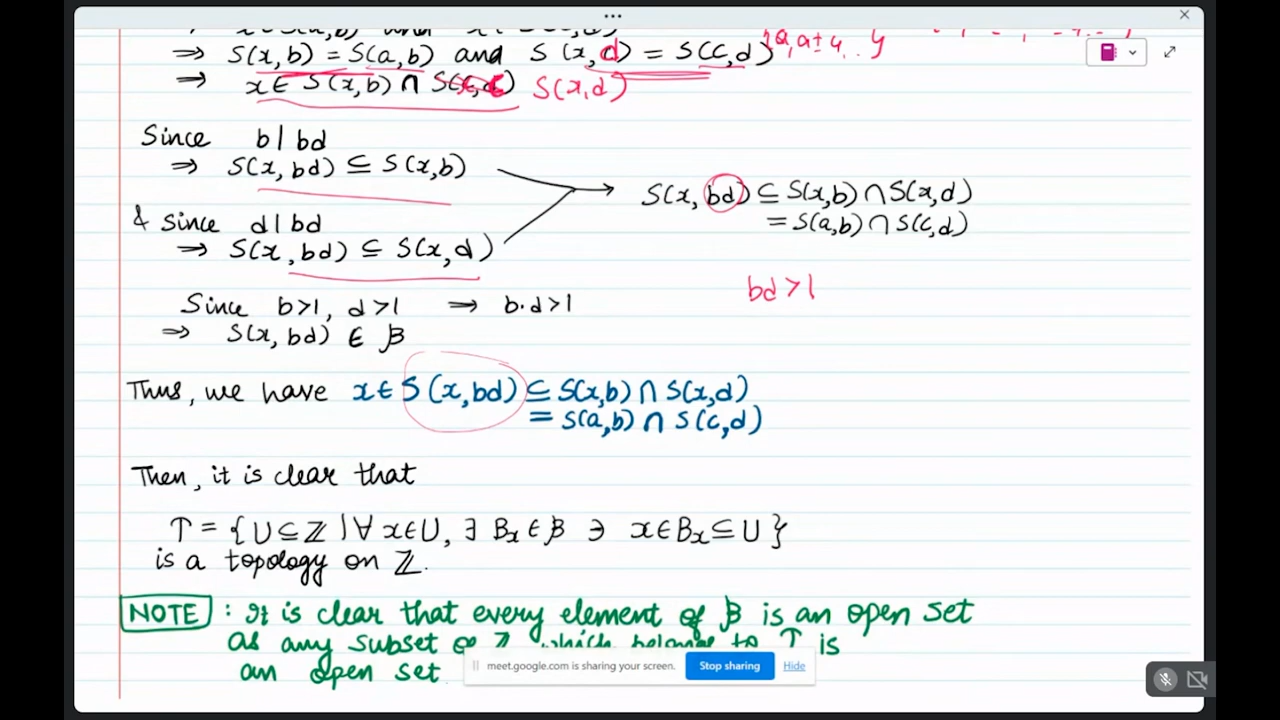 ⇒ S(x,b) = S(a,b) and S(x,d) = S(c,d)
⇒ x ∈ S(x,b) ∩ S(x,d)
Since b | bd
⇒ S(x, bd) ⊆ S(x,b)
& Since d | bd
⇒ S(x, bd) ⊆ S(x, d)
S(x, bd) ⊆ S(x,b) ∩ S(x,d)
= S(a,b) ∩ S(c,d)
bd > 1
Since b>1, d>1 ⇒ b·d>1
⇒ S(x, bd) ∈ β
Thus, we have x ∈ S(x,bd) ⊆ S(x,b) ∩ S(x,d)
= S(a,b) ∩ S(c,d)
Then, it is clear that
T = {U ⊆ ℤ | ∀ x∈U, ∃ Bx ∈ β ∋ x∈Bx ⊆ U}
is a topology on ℤ.
NOTE : It is clear that every element of β is an open set
as any subset of ℤ which belongs to T is
an open set
meet.google.com is sharing your screen. Stop sharing Hide